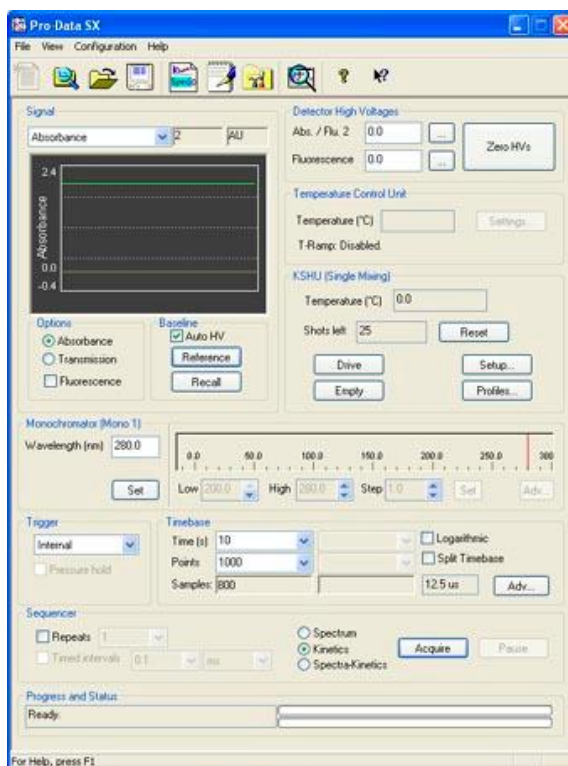 Pro-Data SX
File View Configuration Help
Signal
Absorbance 2 AU
2.4
Absorbance
0.0
-0.4
Options
Absorbance
Transmission
Fluorescence
Baseline
Auto HV
Reference
Recall
Detector High Voltages
Abs. / Flu. 2 0.0 ...
Fluorescence 0.0 ...
Zero HVs
Temperature Control Unit
Temperature (°C) Settings...
T-Ramp: Disabled.
KSHU (Single Mixing)
Temperature (°C) 0.0
Shots left 25 Reset
Drive Setup...
Empty Profiles...
Monochromator (Mono 1)
Wavelength (nm) 280.0
Set
0.0 50.0 100.0 150.0 200.0 250.0 300
Low 200.0 High 280.0 Step 1.0 Set Adv...
Trigger
Internal
Pressure hold
Timebase
Time (s) 10 Logarithmic
Points 1000 Split Timebase
Samples: 800 12.5 us Adv...
Sequencer
Repeats 1
Timed intervals 0.1 ms
Spectrum
Kinetics
Spectra-Kinetics
Acquire Pause
Progress and Status
Ready.
For Help, press F1